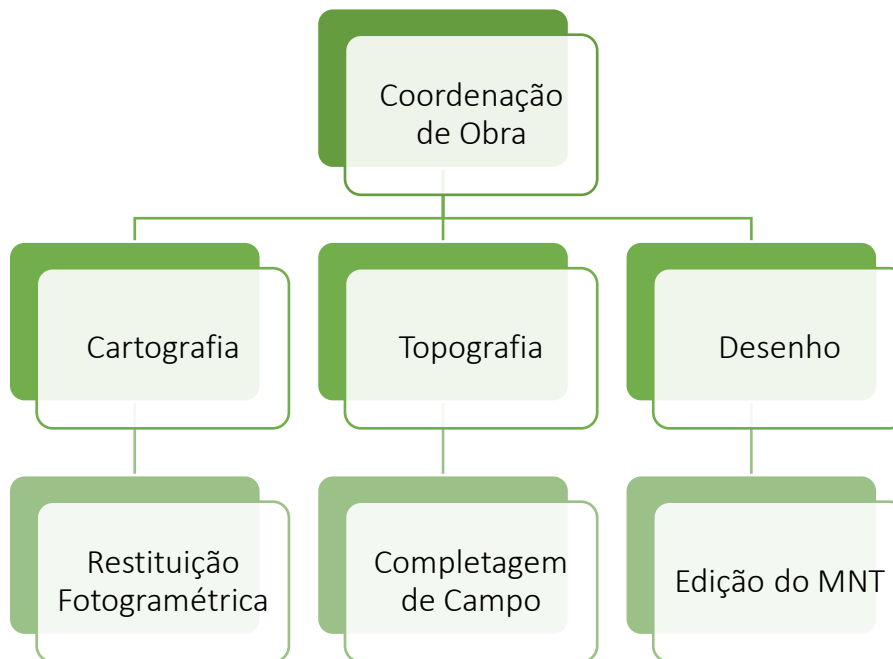 Coordenação
de Obra
Cartografia
Topografia
Desenho
Restituição
Fotogramétrica
Completagem
de Campo
Edição do MNT